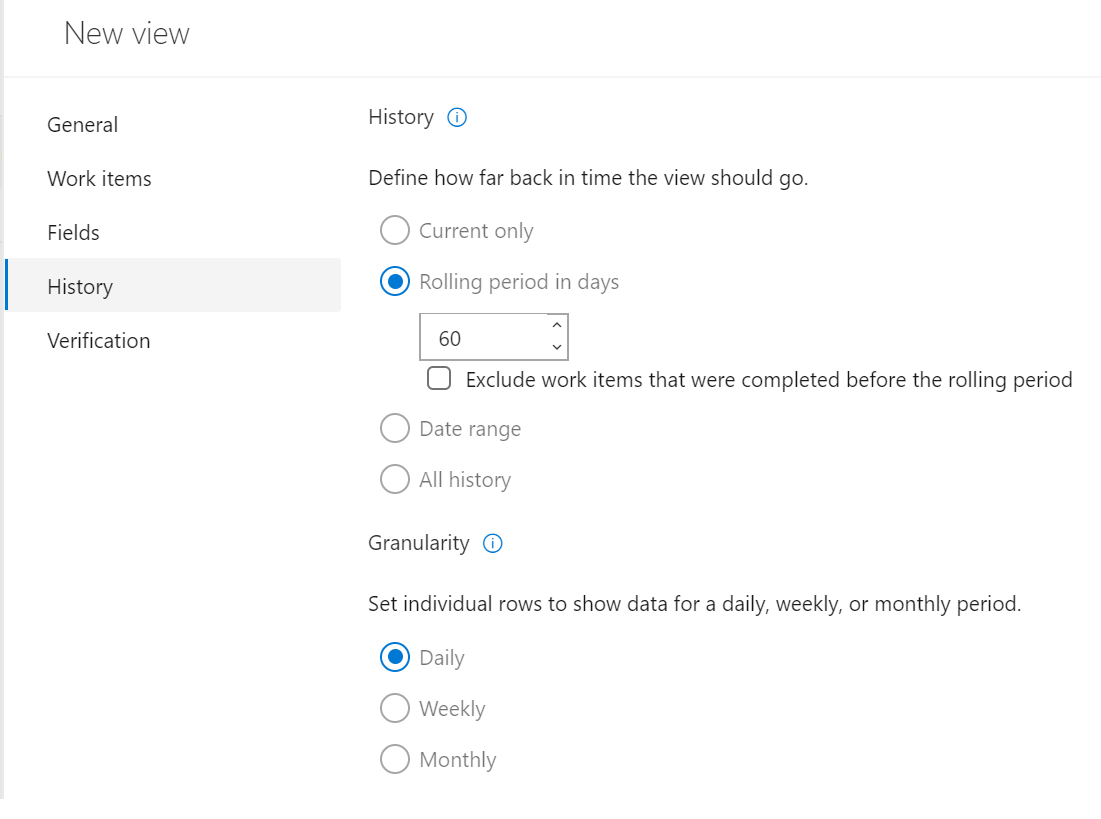 New view
General
Work items
Fields
History
Verification
History
Define how far back in time the view should go.
Current only
Rolling period in days
60
Exclude work items that were completed before the rolling period
Date range
All history
Granularity
Set individual rows to show data for a daily, weekly, or monthly period.
Daily
Weekly
Monthly